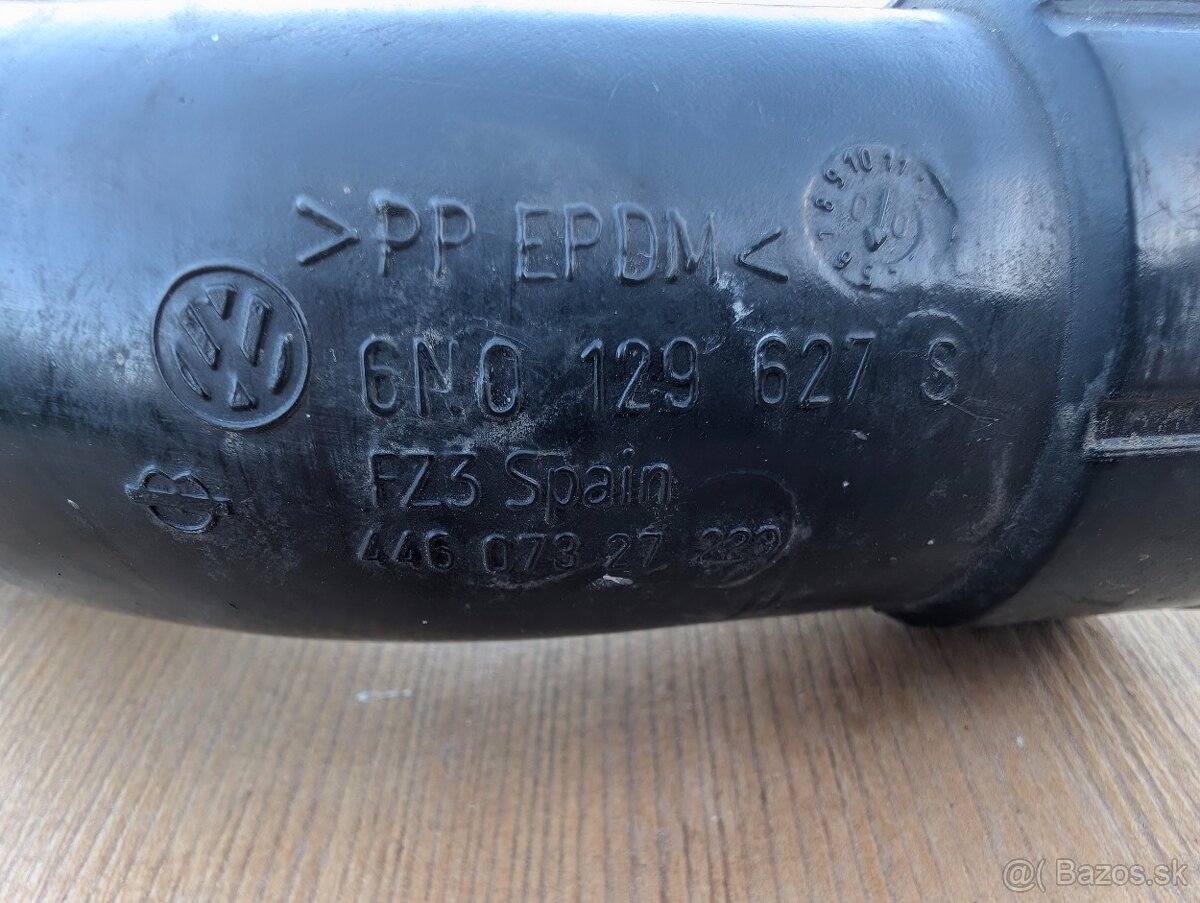 >PP EPDM<
6N0 129 627 S
FZ3 Spain
446 073 27 229
@( Bazos.sk